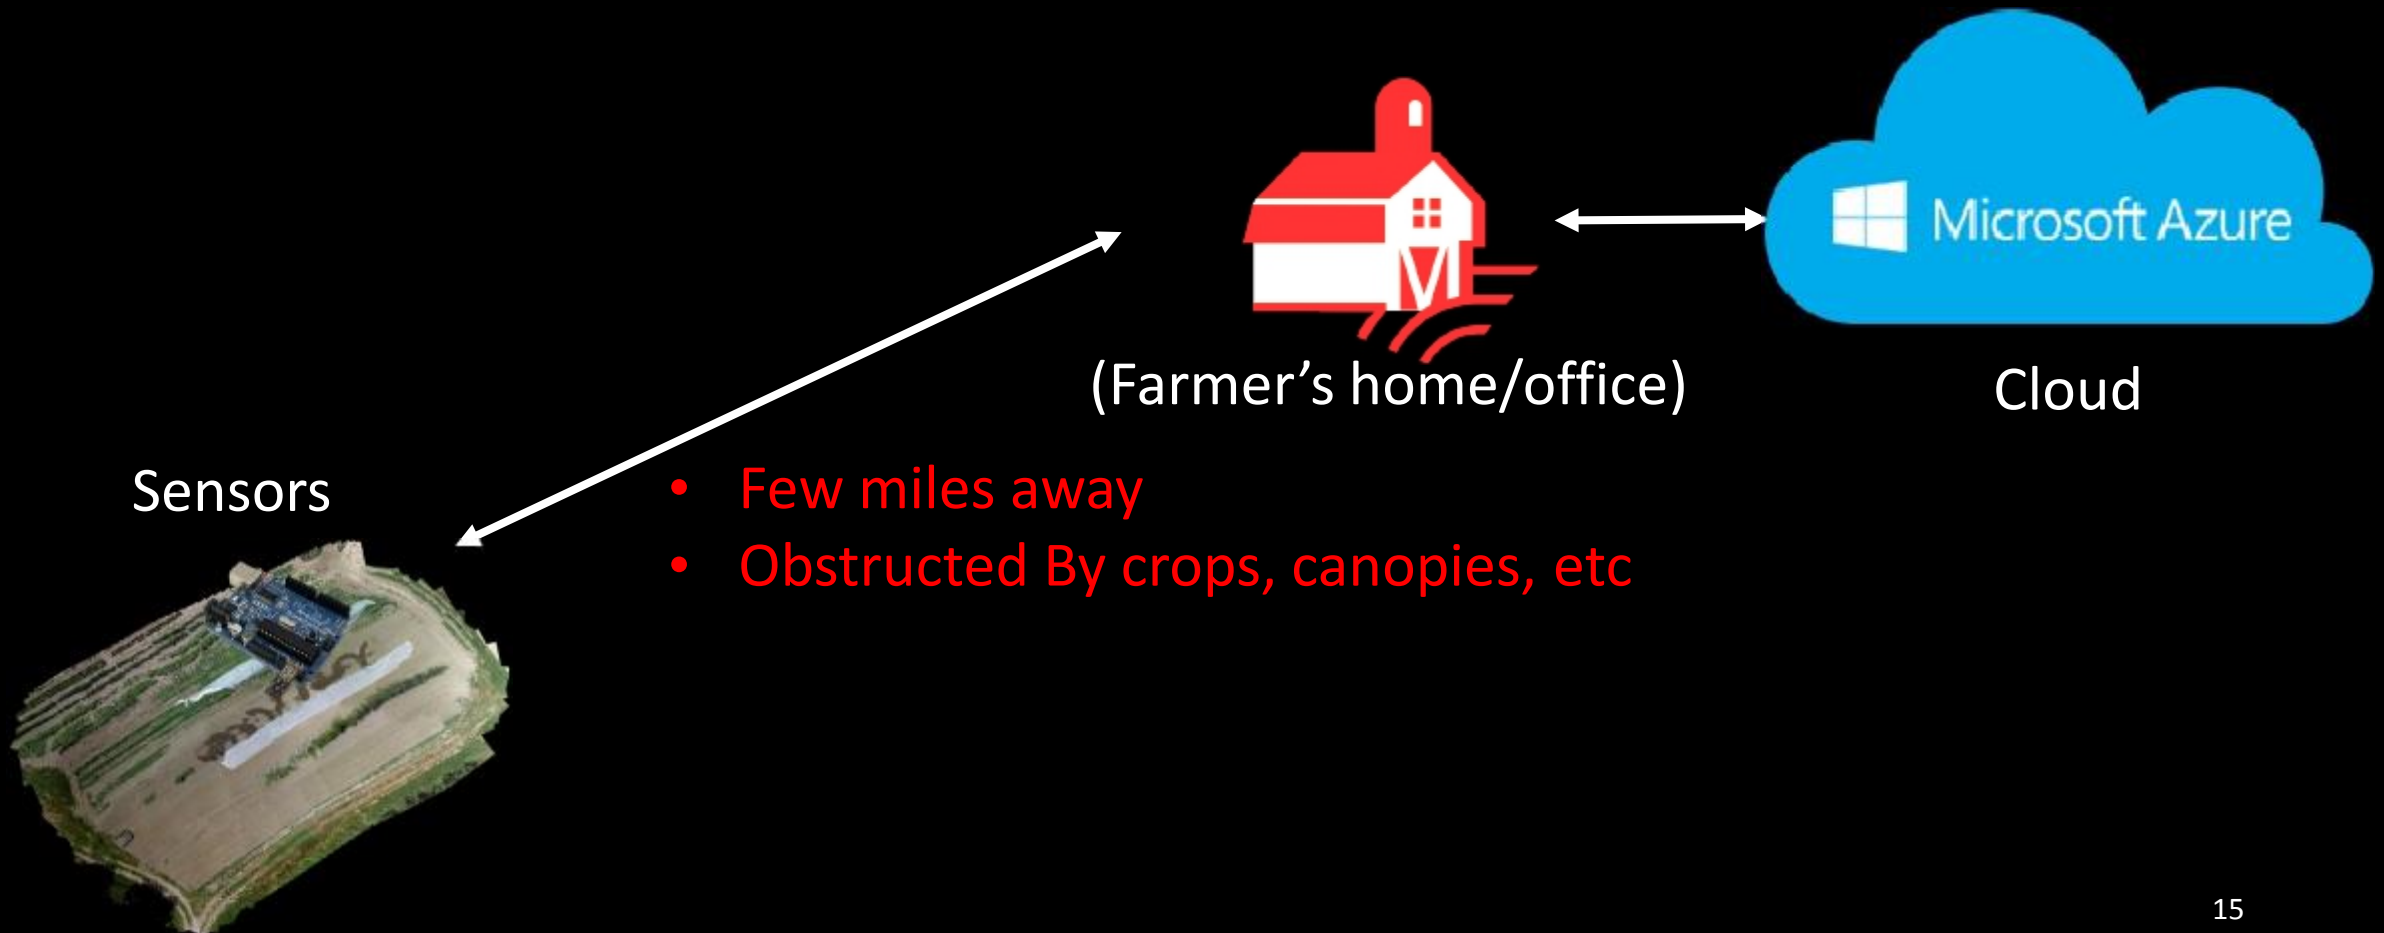 Microsoft Azure
(Farmer’s home/office)
Cloud
Sensors
• Few miles away
• Obstructed By crops, canopies, etc
15